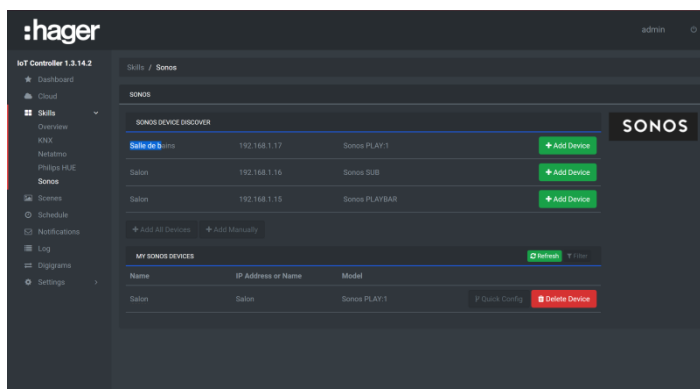 :hager
admin
IoT Controller 1.3.14.2
Dashboard
Cloud
Skills
Overview
KNX
Netatmo
Philips HUE
Sonos
Scenes
Schedule
Notifications
Log
Digigrams
Settings
Skills / Sonos
SONOS
SONOS DEVICE DISCOVER
Salle de bains 192.168.1.17 Sonos PLAY:1 + Add Device
Salon 192.168.1.16 Sonos SUB + Add Device
Salon 192.168.1.15 Sonos PLAYBAR + Add Device
+ Add All Devices + Add Manually
SONOS
MY SONOS DEVICES Refresh Filter
Name IP Address or Name Model
Salon Salon Sonos PLAY:1 Quick Config Delete Device